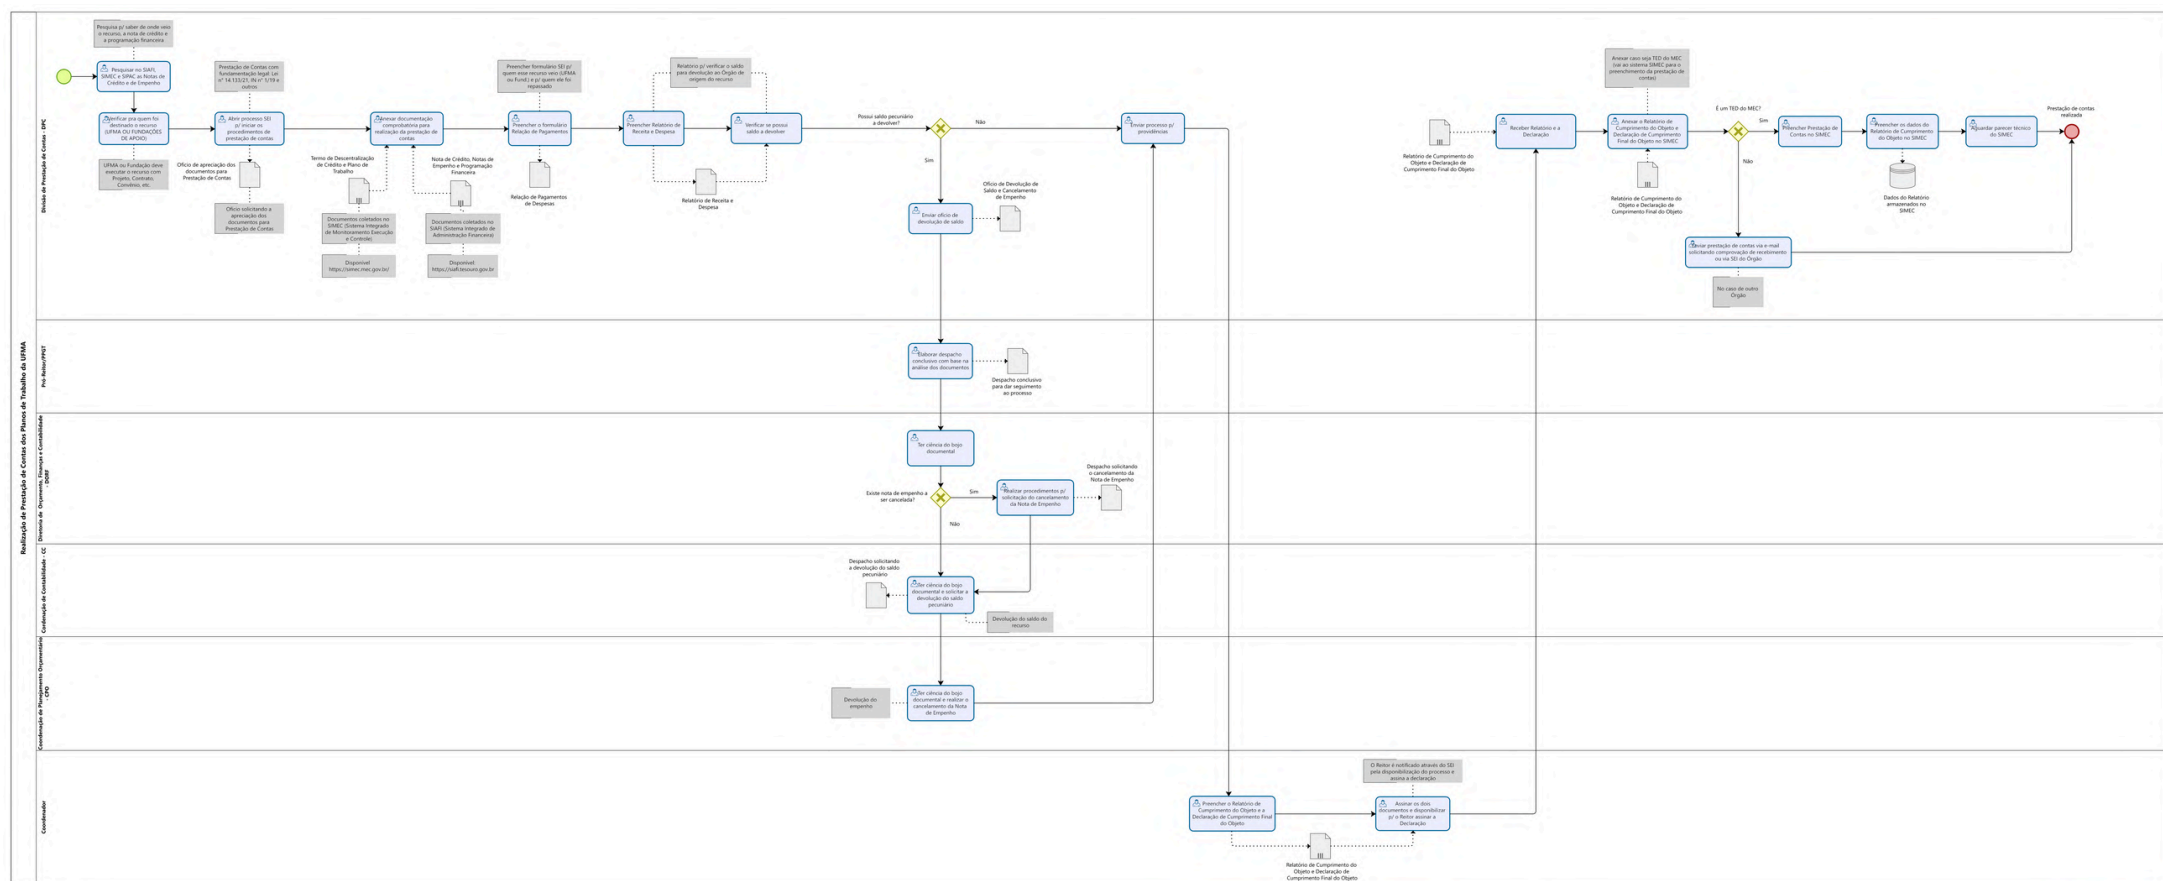 Realização de Prestação de Contas dos Planos de Trabalho da UFMA
Divisão de Prestação de Contas - DPC
Pesquisa p/ saber de onde veio
o recurso, a nota de crédito e
a programação financeira
Pesquisar no SIAFI,
SIMEC e SIPAC as Notas de
Crédito e de Empenho
Verificar pra quem foi
destinado o recurso
(UFMA OU FUNDAÇÕES
DE APOIO)
UFMA ou Fundação deve
executar o recurso com
Projeto, Contrato,
Convênio, etc
Prestação de Contas com
fundamentação legal: Lei
n° 14.133/21, IN n° 1/19 e
outros
Abrir processo SEI
p/ iniciar os
procedimentos de
prestação de contas
Ofício de apreciação dos
documentos para
Prestação de Contas
Ofício solicitando a
apreciação dos
documentos para
Prestação de Contas
Anexar documentação
comprobatória para
realização da prestação de
contas
Termo de Descentralização
de Crédito e Plano de
Trabalho
Nota de Crédito, Notas de
Empenho e Programação
Financeira
Documentos coletados no
SIMEC (Sistema Integrado
de Monitoramento Execução
e Controle)
Disponível
https://simec.mec.gov.br/
Documentos coletados no
SIAFI (Sistema Integrado de
Administração Financeira)
Disponível:
https://siafi.tesouro.gov.br
Preencher formulário SEI p/
quem esse recurso veio (UFMA
ou Fund.) e p/ quem ele foi
repassado
Preencher o formulário
Relação de Pagamentos
Relação de Pagamentos
de Despesas
Relatório p/ verificar o saldo
para devolução ao Órgão de
origem do recurso
Preencher Relatório de
Receita e Despesa
Verificar se possui
saldo a devolver
Relatório de Receita e
Despesa
Possui saldo pecuniário
a devolver?
Não
Sim
Enviar ofício de
devolução de saldo
Ofício de Devolução de
Saldo e Cancelamento
de Empenho
Enviar processo p/
providências
Relatório de Cumprimento do
Objeto e Declaração de
Cumprimento Final do Objeto
Receber Relatório e a
Declaração
Anexar caso seja TED do MEC
(vai ao sistema SIMEC para o
preenchimento da prestação de
contas)
Anexar o Relatório de
Cumprimento do Objeto e
Declaração de Cumprimento
Final do Objeto no SIMEC
Relatório de Cumprimento do
Objeto e Declaração de
Cumprimento Final do Objeto
É um TED do MEC?
Sim
Não
Preencher Prestação de
Contas no SIMEC
Preencher os dados do
Relatório de Cumprimento
do Objeto no SIMEC
Dados do Relatório
armazenados no
SIMEC
Aguardar parecer técnico
do SIMEC
Prestação de contas
realizada
Enviar prestação de contas via e-mail
solicitando comprovação de recebimento
ou via SEI do Órgão
No caso de outro
Órgão
Pró-Reitor/PPGT
Elaborar despacho
conclusivo com base na
análise dos documentos
Despacho conclusivo
para dar seguimento
ao processo
Diretoria de Orçamento, Finanças e Contabilidade
- DORF
Ter ciência do bojo
documental
Existe nota de empenho a
ser cancelada?
Sim
Não
Realizar procedimentos p/
solicitação do cancelamento
da Nota de Empenho
Despacho solicitando
o cancelamento da
Nota de Empenho
Cordenação de Contabilidade - CC
Despacho solicitando
a devolução do saldo
pecuniário
Ter ciência do bojo
documental e solicitar a
devolução do saldo
pecuniário
Devolução do saldo do
recurso
Coordenação de Planejamento Orçamentário
- CPO
Devolução do
empenho
Ter ciência do bojo
documental e realizar o
cancelamento da Nota
de Empenho
Coordenador
Preencher o Relatório de
Cumprimento do Objeto e a
Declaração de Cumprimento Final
do Objeto
O Reitor é notificado através do SEI
pela disponibilização do processo e
assina a declaração
Assinar os dois
documentos e disponibilizar
p/ o Reitor assinar a
Declaração
Relatório de Cumprimento do
Objeto e Declaração de
Cumprimento Final do Objeto